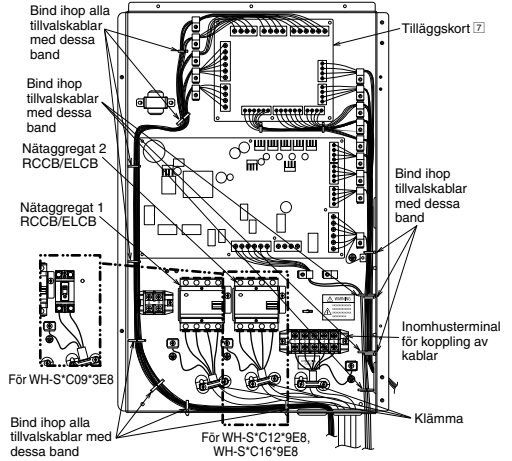 Bind ihop alla
tillvalskablar
med dessa
band
Tilläggskort 7
Bind ihop
tillvalskablar
med dessa
band
Nätaggregat 2
RCCB/ELCB
Nätaggregat 1
RCCB/ELCB
Bind ihop
tillvalskablar
med dessa
band
WARNING
Inomhusterminal
för koppling av
kablar
För WH-S*C09*3E8
Klämma
Bind ihop alla
tillvalskablar med
dessa band
För WH-S*C12*9E8,
WH-S*C16*9E8